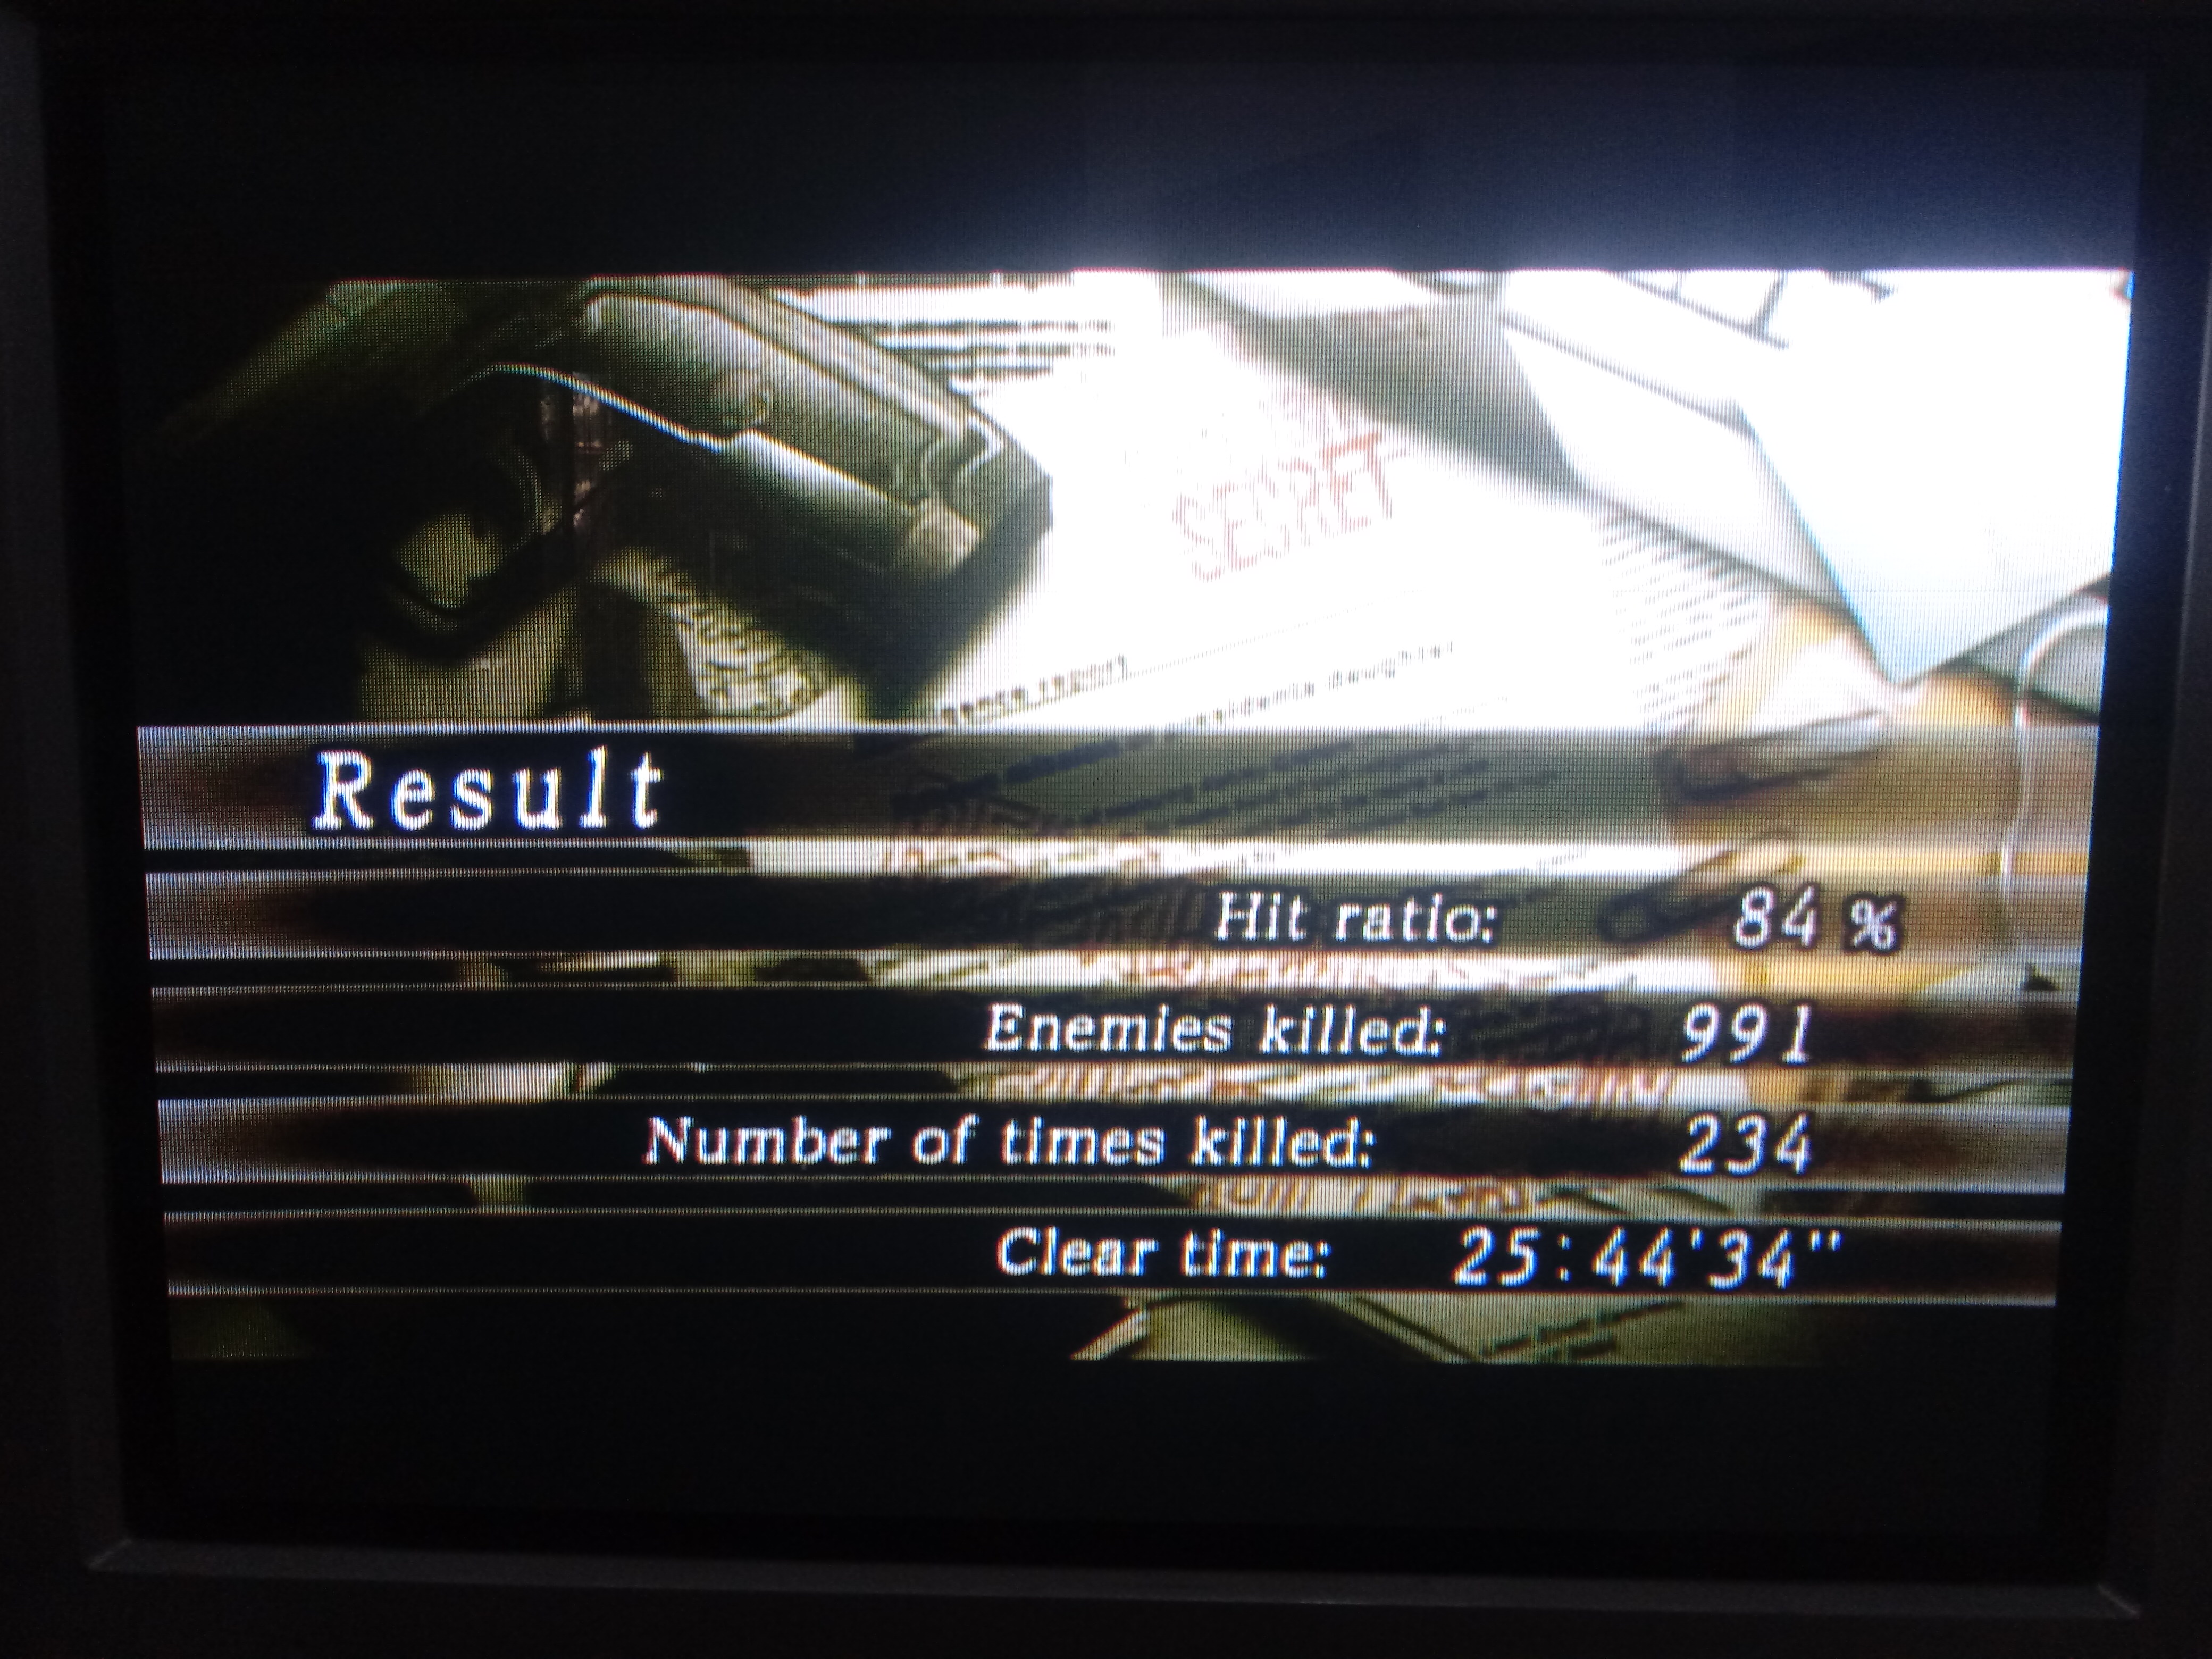 SECRET
Result
Hit ratio: 84 %
Enemies killed: 991
Number of times killed: 234
Clear time: 25:44'34"